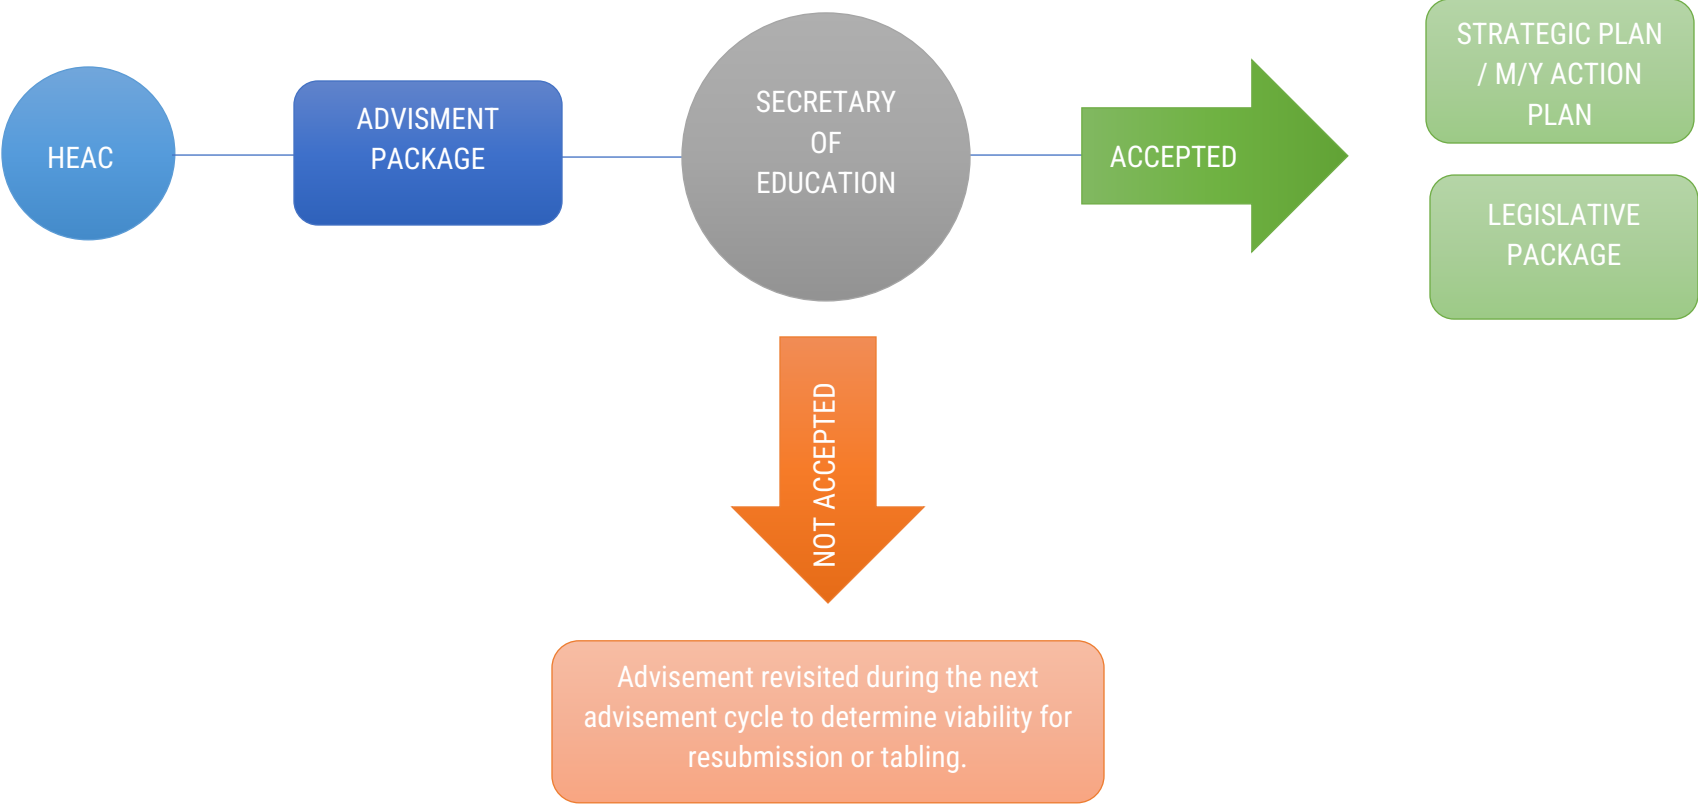 HEAC
ADVISMENT
PACKAGE
SECRETARY
OF
EDUCATION
ACCEPTED
STRATEGIC PLAN
/ M/Y ACTION
PLAN
LEGISLATIVE
PACKAGE
NOT ACCEPTED
Advisement revisited during the next
advisement cycle to determine viability for
resubmission or tabling.